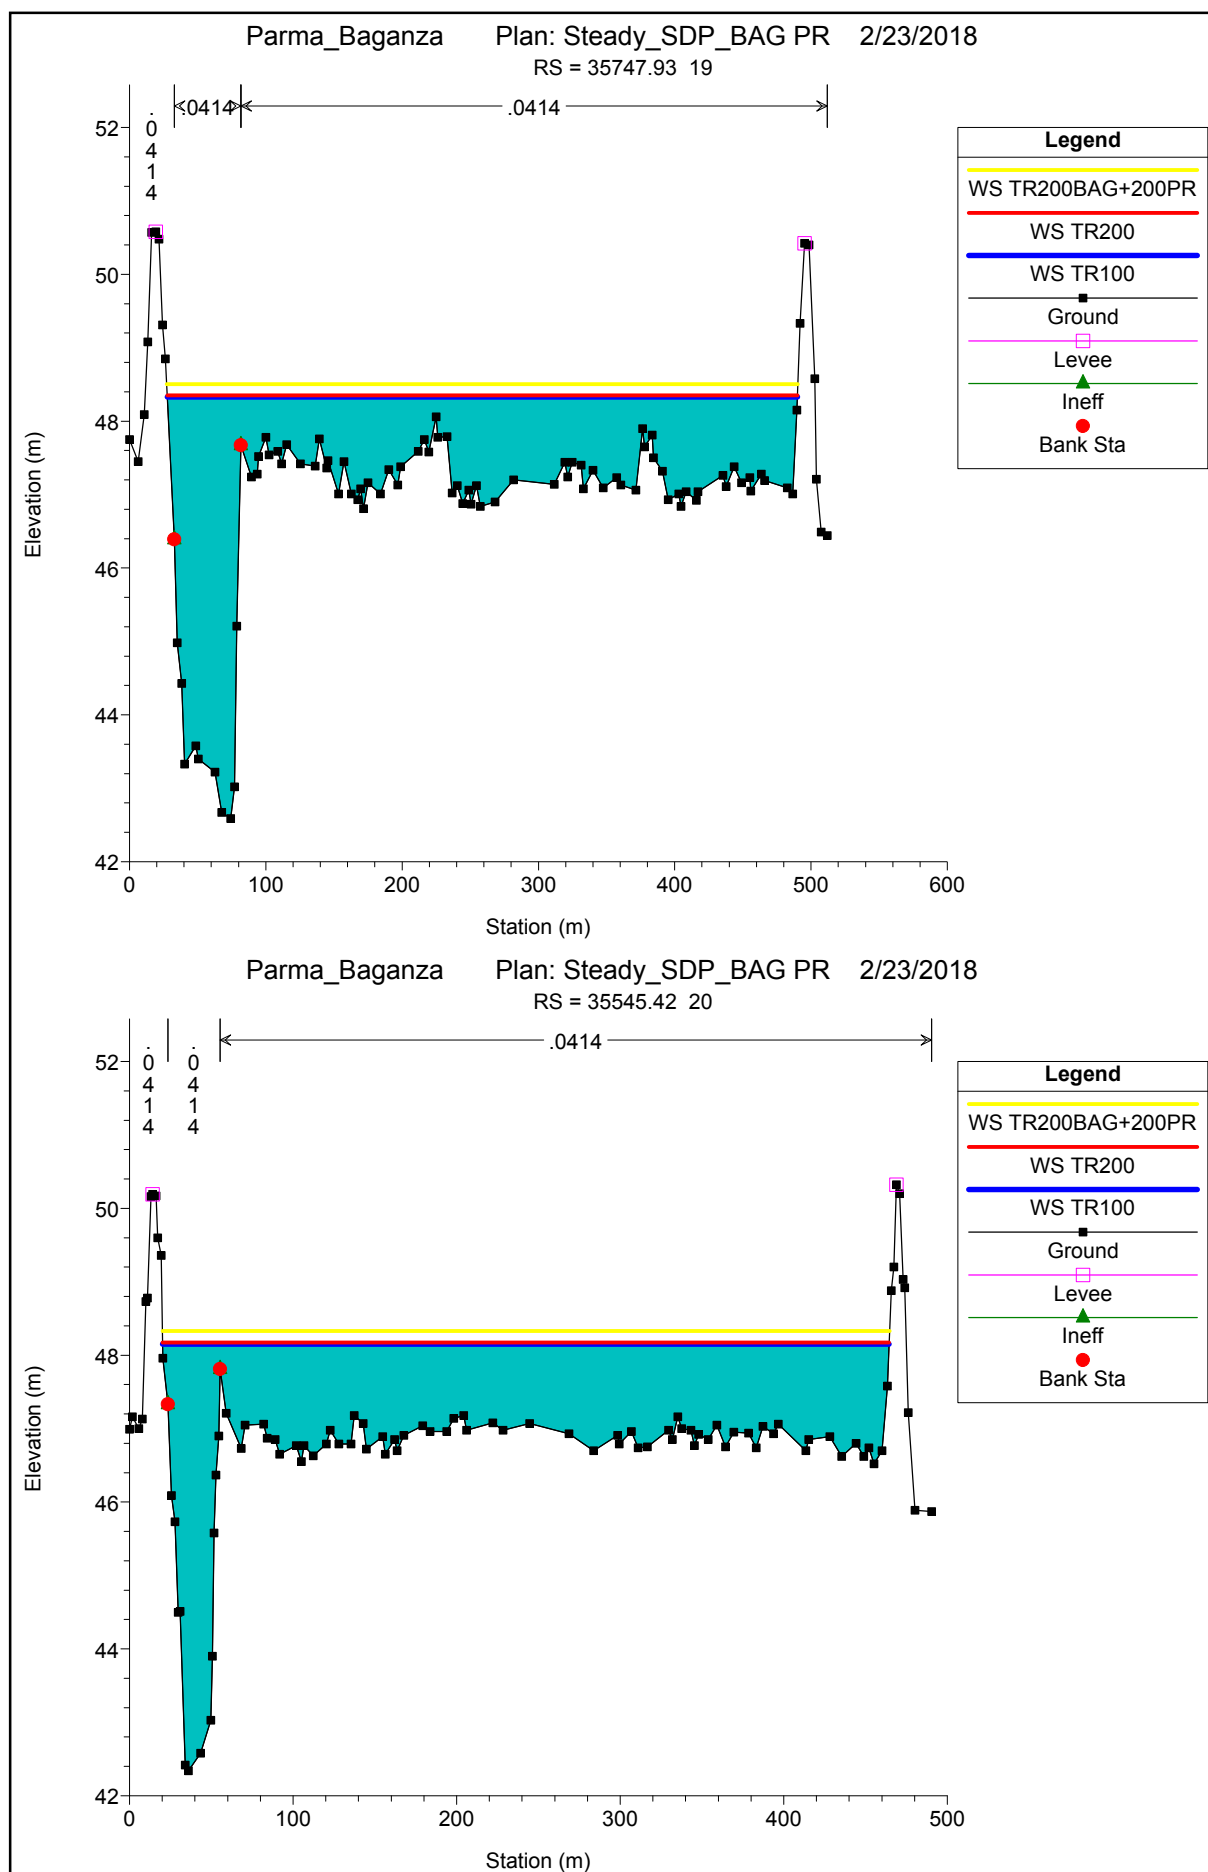 Parma_Baganza Plan: Steady_SDP_BAG PR 2/23/2018
RS = 35747.93 19
.0414
.0414
.0414
52
50
48
46
44
42
Elevation (m)
0 100 200 300 400 500 600
Station (m)
Legend
WS TR200BAG+200PR
WS TR200
WS TR100
Ground
Levee
Ineff
Bank Sta
Parma_Baganza Plan: Steady_SDP_BAG PR 2/23/2018
RS = 35545.42 20
.0414
.0414
.0414
52
50
48
46
44
42
Elevation (m)
0 100 200 300 400 500
Station (m)
Legend
WS TR200BAG+200PR
WS TR200
WS TR100
Ground
Levee
Ineff
Bank Sta